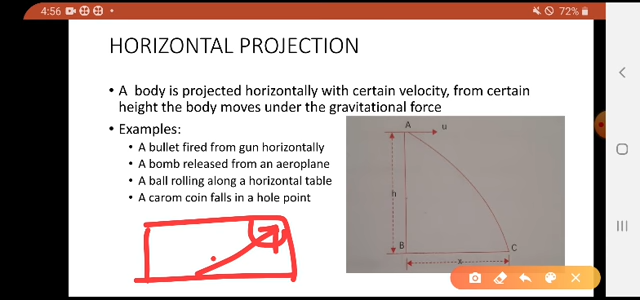 4:56
72%
HORIZONTAL PROJECTION
• A body is projected horizontally with certain velocity, from certain
height the body moves under the gravitational force
• Examples:
• A bullet fired from gun horizontally
• A bomb released from an aeroplane
• A ball rolling along a horizontal table
• A carom coin falls in a hole point
A
u
h
B
C
x